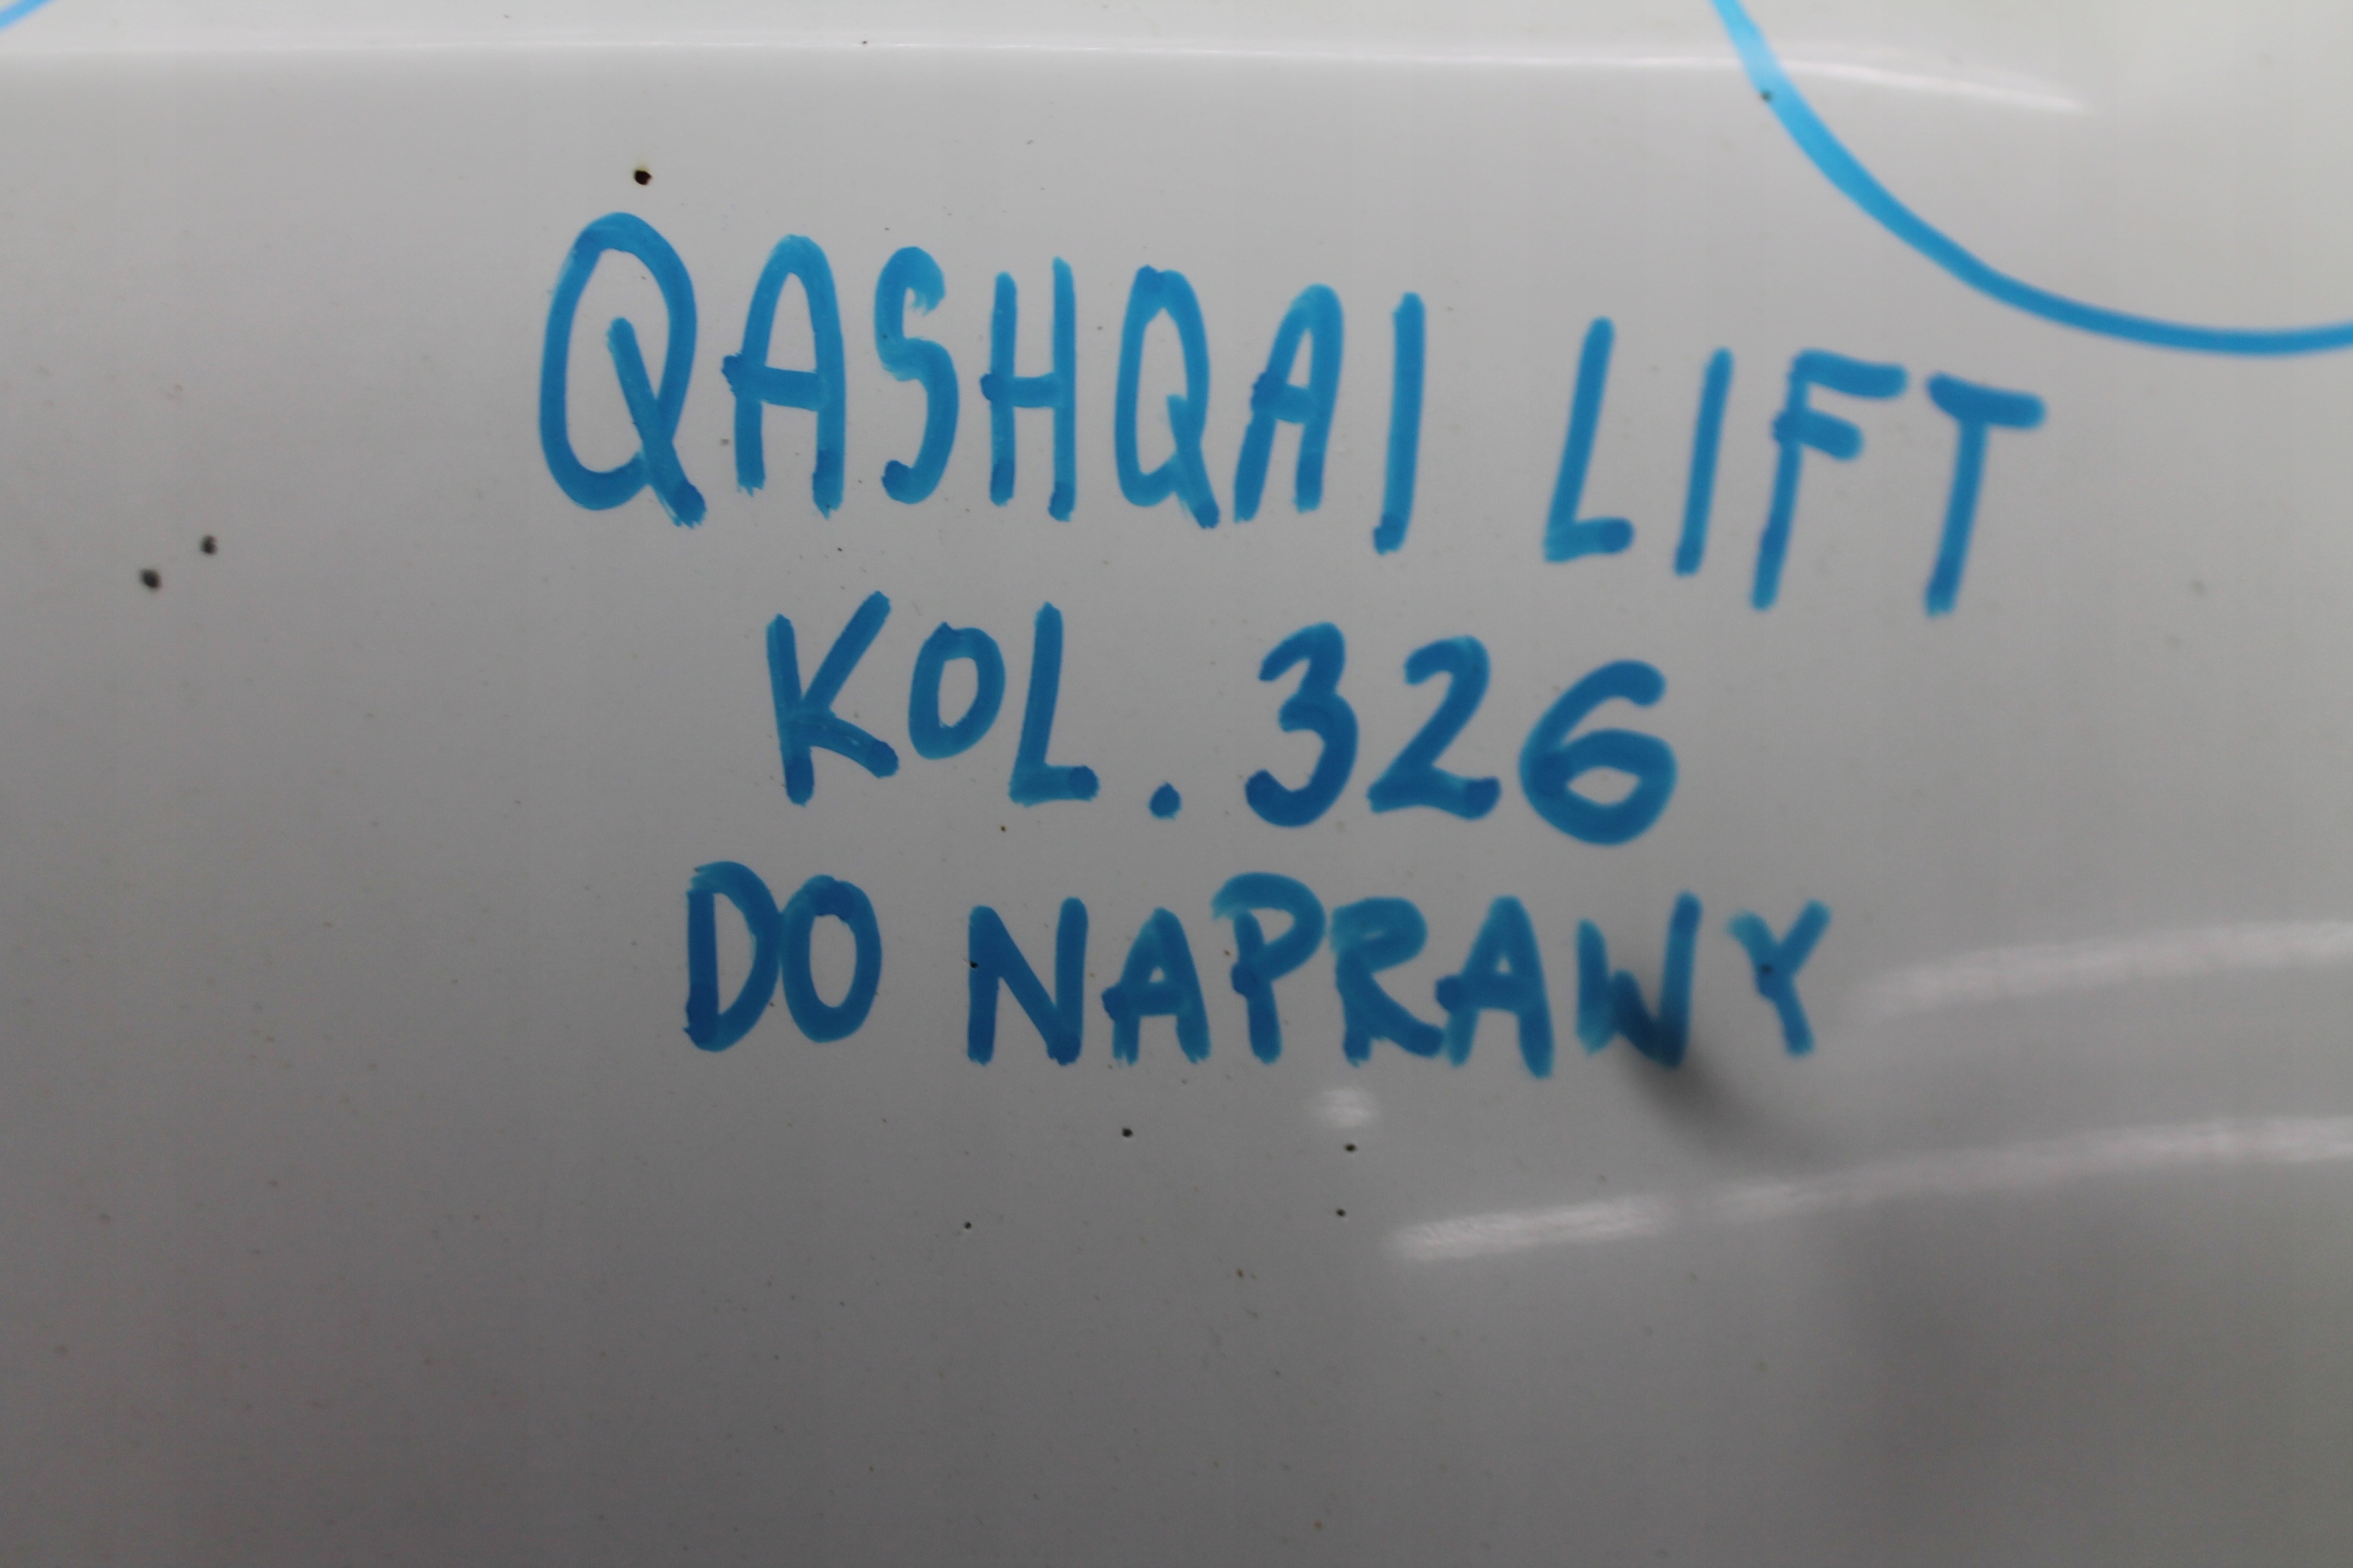 QASHQAI LIFT
KOL. 326
DO NAPRAWY